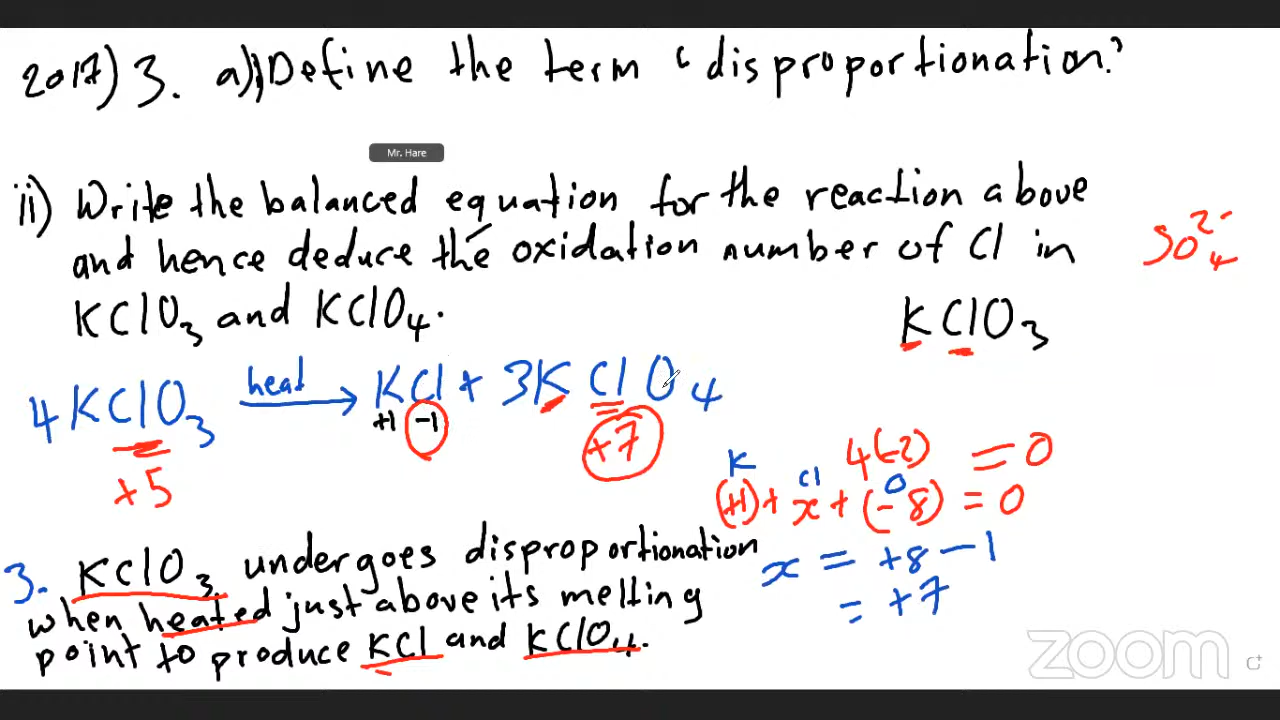 2017) 3. a)i) Define the term 'disproportionation?
Mr. Hare
ii) Write the balanced equation for the reaction above
and hence deduce the oxidation number of Cl in
KClO₃ and KClO₄.
SO₄²⁻
KClO₃
4KClO₃ heat → KCl + 3KClO₄
+5 +1 -1 +7
4(-2) = 0
K Cl O
(+1) + x + (-8) = 0
x = +8 - 1
= +7
3. KClO₃ undergoes disproportionation
when heated just above its melting
point to produce KCl and KClO₄.
zoom